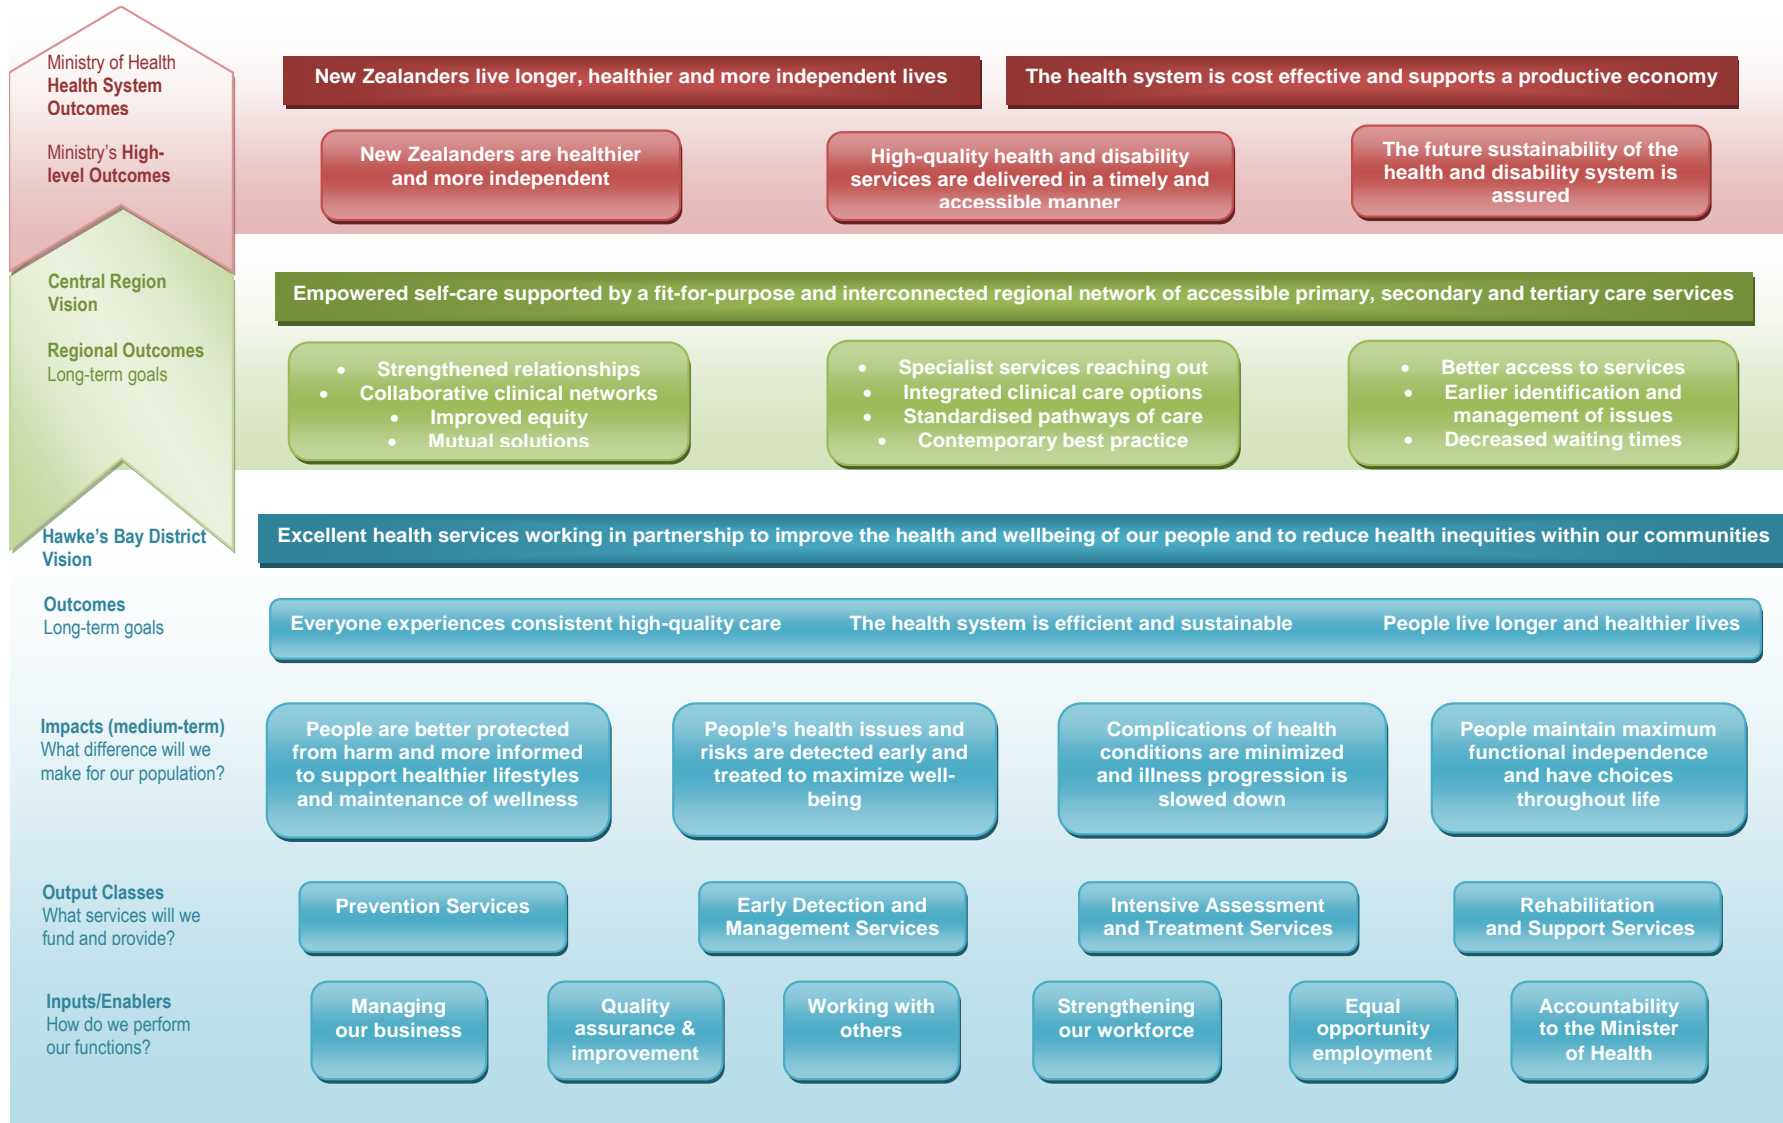 Ministry of Health
Health System
Outcomes
Ministry's High-
level Outcomes
New Zealanders live longer, healthier and more independent lives
The health system is cost effective and supports a productive economy
New Zealanders are healthier
and more independent
High-quality health and disability
services are delivered in a timely and
accessible manner
The future sustainability of the
health and disability system is
assured
Central Region
Vision
Regional Outcomes
Long-term goals
Empowered self-care supported by a fit-for-purpose and interconnected regional network of accessible primary, secondary and tertiary care services
• Strengthened relationships
• Collaborative clinical networks
• Improved equity
• Mutual solutions
• Specialist services reaching out
• Integrated clinical care options
• Standardised pathways of care
• Contemporary best practice
• Better access to services
• Earlier identification and
management of issues
• Decreased waiting times
Hawke's Bay District
Vision
Excellent health services working in partnership to improve the health and wellbeing of our people and to reduce health inequities within our communities
Outcomes
Long-term goals
Everyone experiences consistent high-quality care
The health system is efficient and sustainable
People live longer and healthier lives
Impacts (medium-term)
What difference will we
make for our population?
People are better protected
from harm and more informed
to support healthier lifestyles
and maintenance of wellness
People's health issues and
risks are detected early and
treated to maximize well-
being
Complications of health
conditions are minimized
and illness progression is
slowed down
People maintain maximum
functional independence
and have choices
throughout life
Output Classes
What services will we
fund and provide?
Prevention Services
Early Detection and
Management Services
Intensive Assessment
and Treatment Services
Rehabilitation
and Support Services
Inputs/Enablers
How do we perform
our functions?
Managing
our business
Quality
assurance &
improvement
Working with
others
Strengthening
our workforce
Equal
opportunity
employment
Accountability
to the Minister
of Health